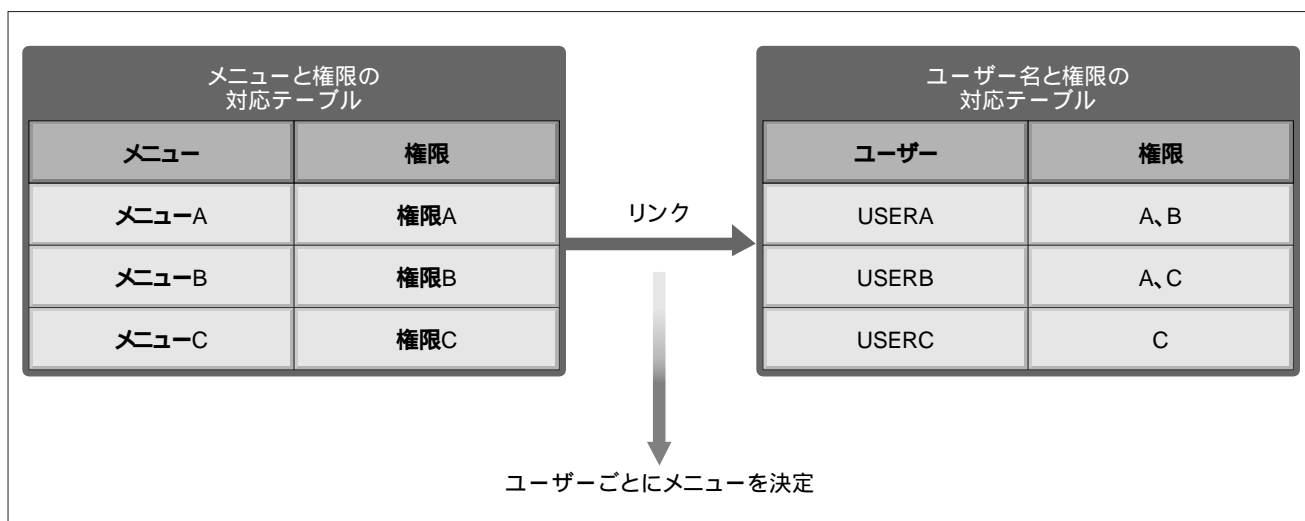 メニューと権限の
対応テーブル
メニュー 権限
メニューA 権限A
メニューB 権限B
メニューC 権限C
リンク
ユーザー名と権限の
対応テーブル
ユーザー 権限
USERA A、B
USERB A、C
USERC C
ユーザーごとにメニューを決定